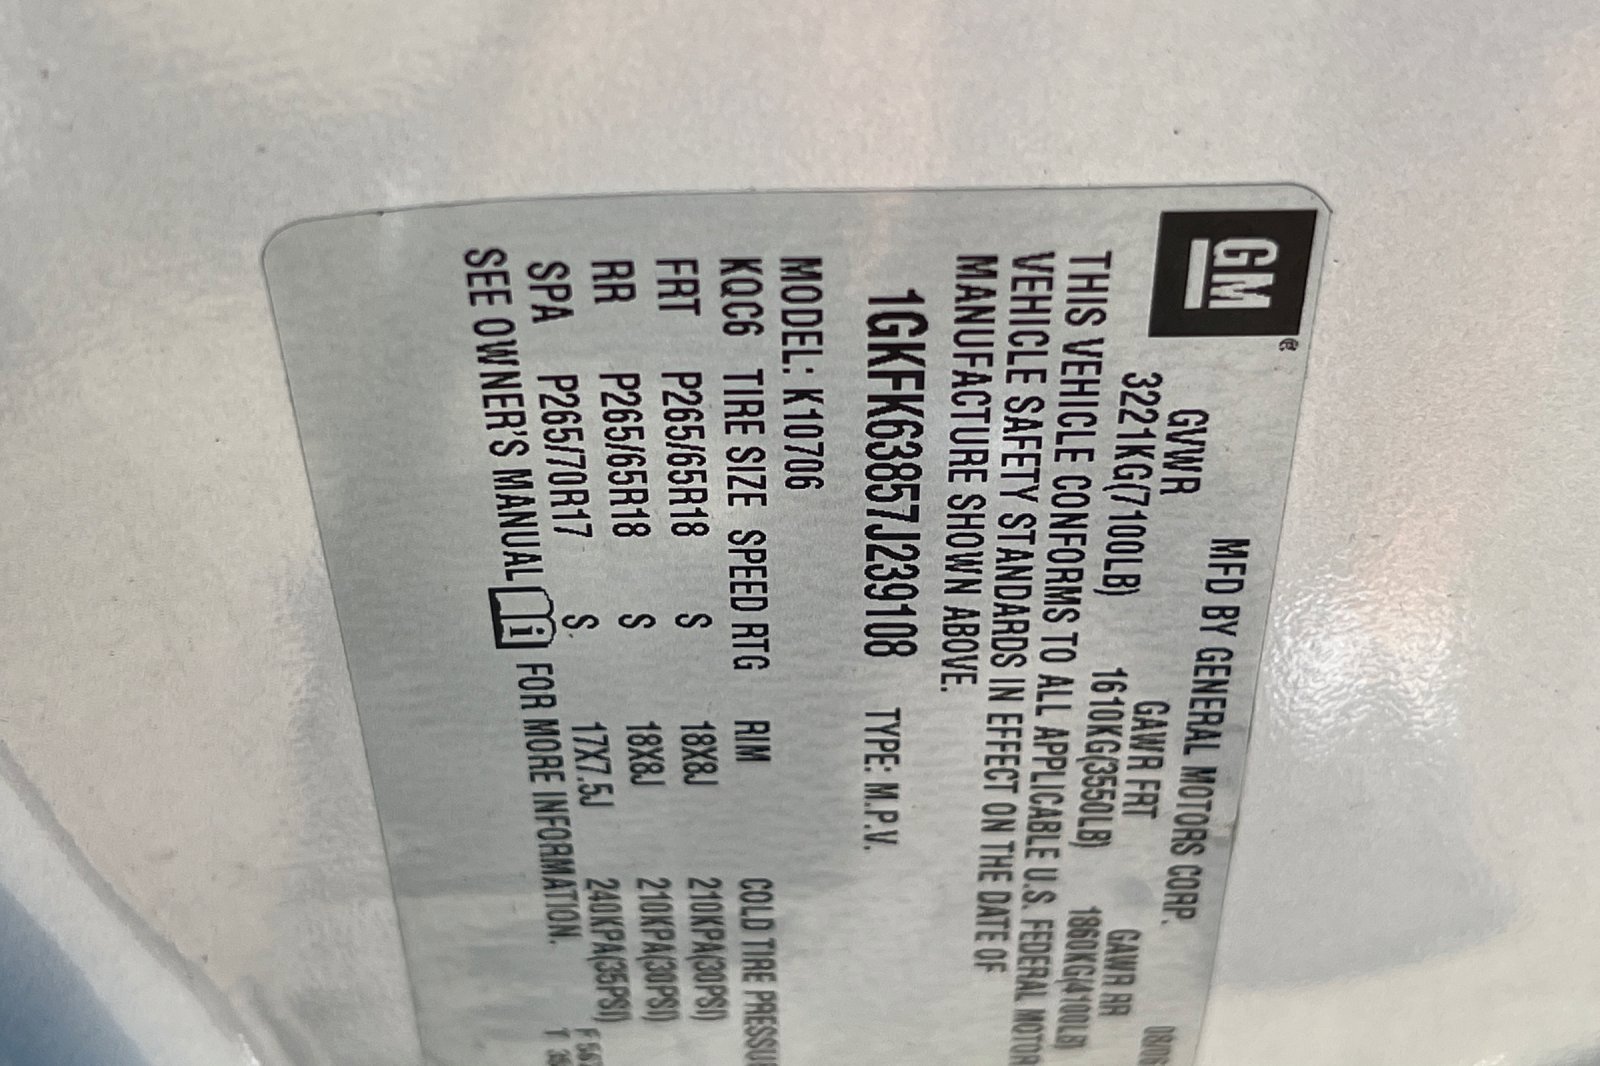 GM
MFD BY GENERAL MOTORS CORP. 08/06
GVWR GAWR FRT GAWR RR
3221KG(7100LB) 1610KG(3550LB) 1860KG(4100LB)
THIS VEHICLE CONFORMS TO ALL APPLICABLE U.S. FEDERAL MOTOR
VEHICLE SAFETY STANDARDS IN EFFECT ON THE DATE OF
MANUFACTURE SHOWN ABOVE.
1GKFK63857J239108 TYPE: M.P.V.
MODEL: K10706
KQC6 TIRE SIZE SPEED RTG RIM COLD TIRE PRESSU
FRT P265/65R18 S 18X8J 210KPA(30PSI)
RR P265/65R18 S 18X8J 210KPA(30PSI)
SPA P265/70R17 S 17X7.5J 240KPA(35PSI)
SEE OWNER'S MANUAL i FOR MORE INFORMATION.